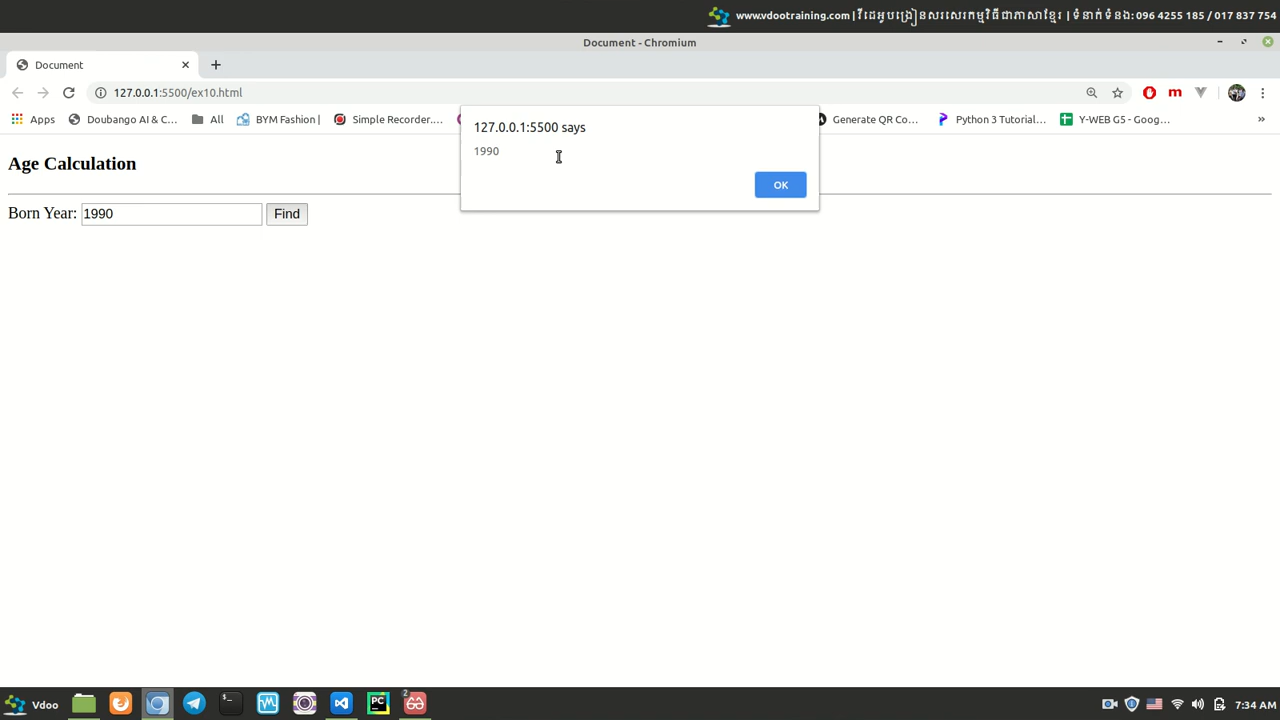 www.vdootraining.com | វីដេអូបង្រៀនសរសេរកម្មវិធីជាភាសាខ្មែរ | ទំនាក់ទំនង: 096 4255 185 / 017 837 754
Document - Chromium
Document
127.0.0.1:5500/ex10.html
Apps Doubango AI & C... All BYM Fashion | Simple Recorder.... Generate QR Co... Python 3 Tutorial... Y-WEB G5 - Goog... »
127.0.0.1:5500 says
1990
OK
Age Calculation
Born Year: 1990 Find
Vdoo PC 2 7:34 AM